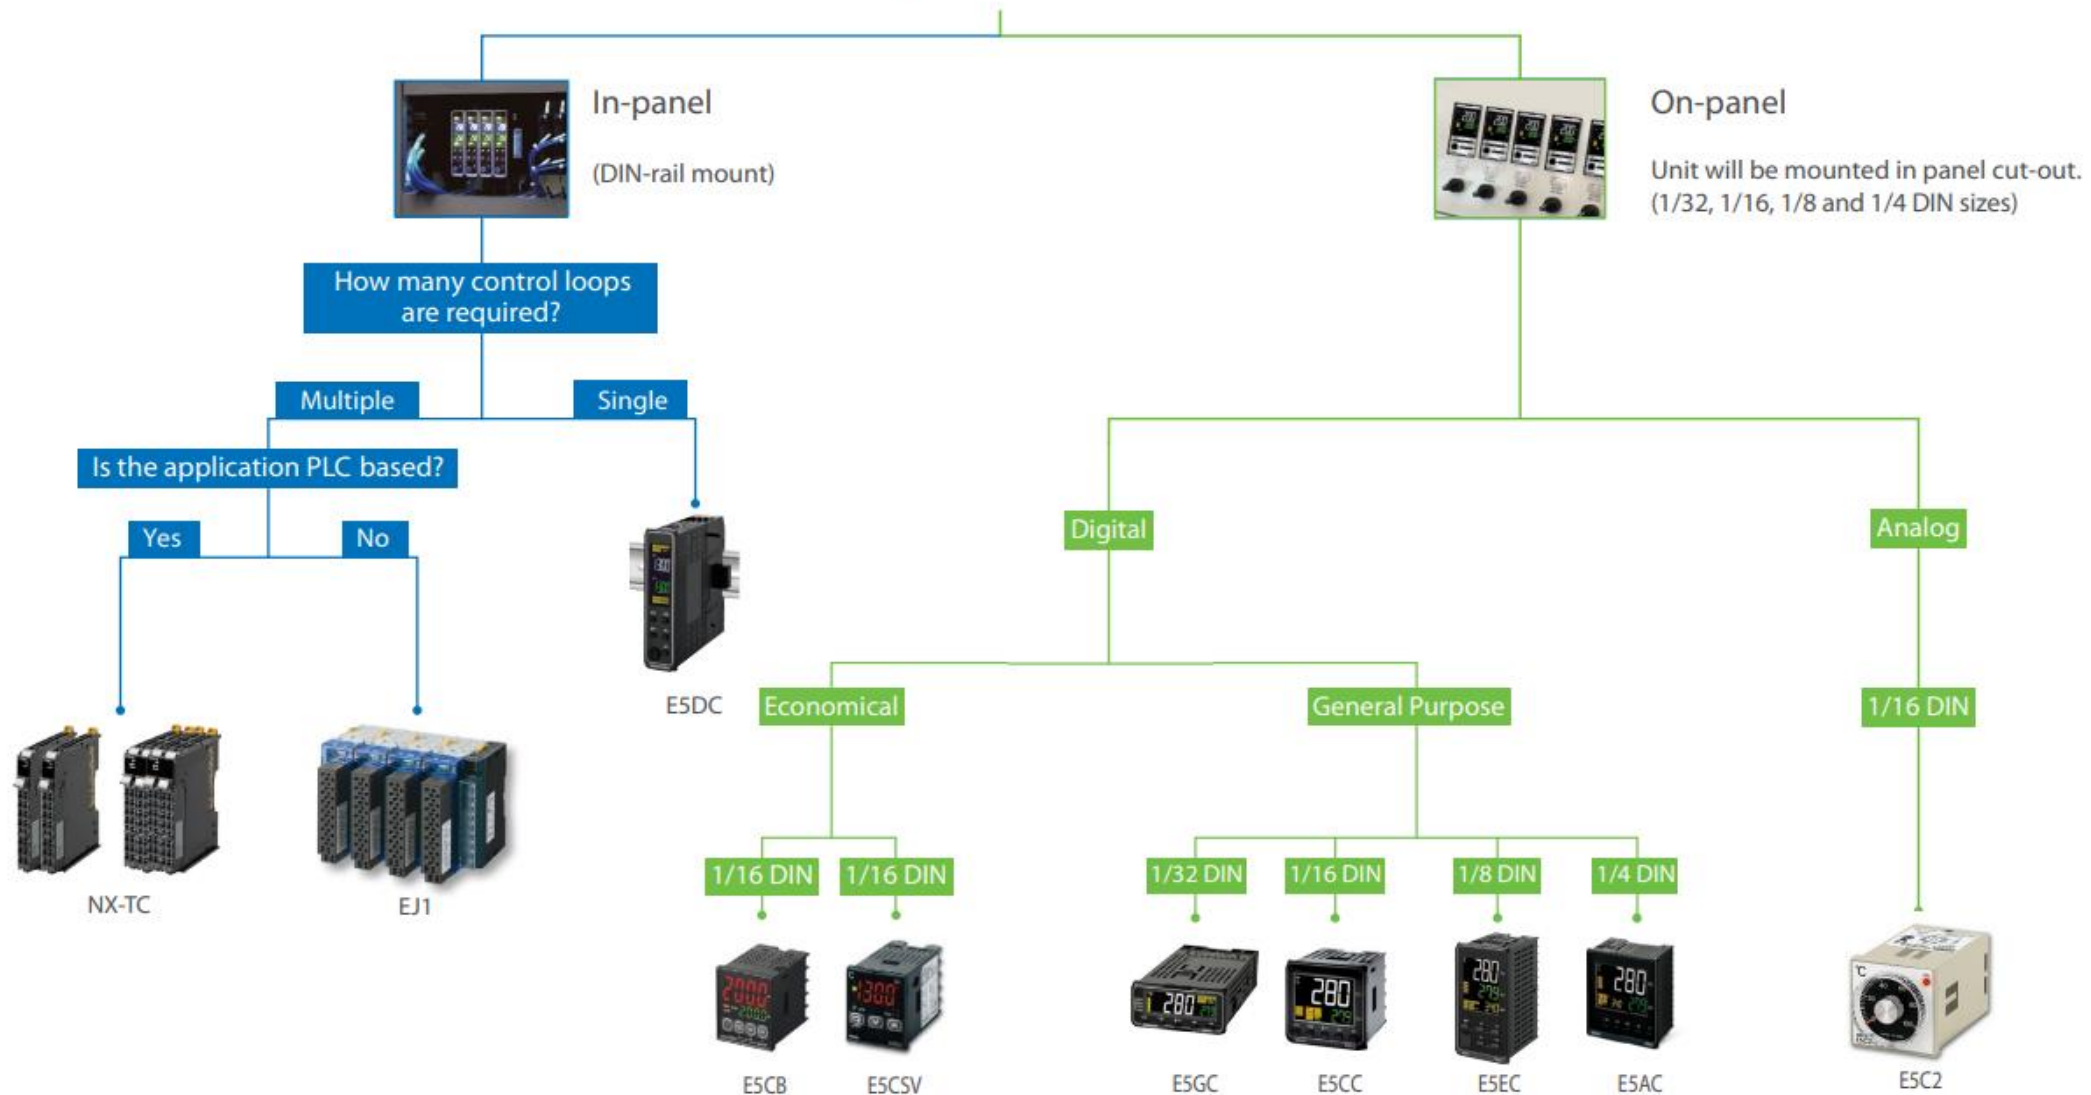 In-panel
(DIN-rail mount)
On-panel
Unit will be mounted in panel cut-out.
(1/32, 1/16, 1/8 and 1/4 DIN sizes)
How many control loops
are required?
Multiple
Single
Is the application PLC based?
Yes
No
E5DC
NX-TC
EJ1
Digital
Analog
Economical
General Purpose
1/16 DIN
1/16 DIN
1/16 DIN
1/32 DIN
1/16 DIN
1/8 DIN
1/4 DIN
E5CB
E5CSV
E5GC
E5CC
E5EC
E5AC
E5C2